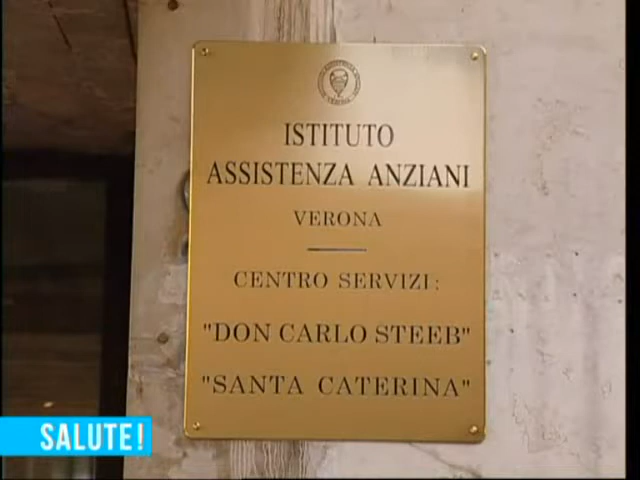 ISTITUTO
ASSISTENZA ANZIANI
VERONA
CENTRO SERVIZI:
"DON CARLO STEEB"
"SANTA CATERINA"
SALUTE!